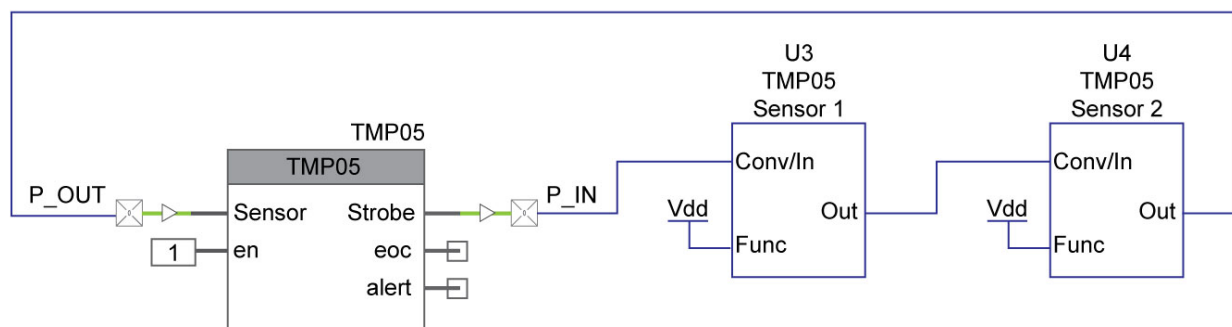 U3
TMP05
Sensor 1
U4
TMP05
Sensor 2
TMP05
TMP05
P_OUT
Sensor
Strobe
P_IN
1
en
eoc
alert
Conv/In
Vdd
Out
Func
Conv/In
Vdd
Out
Func